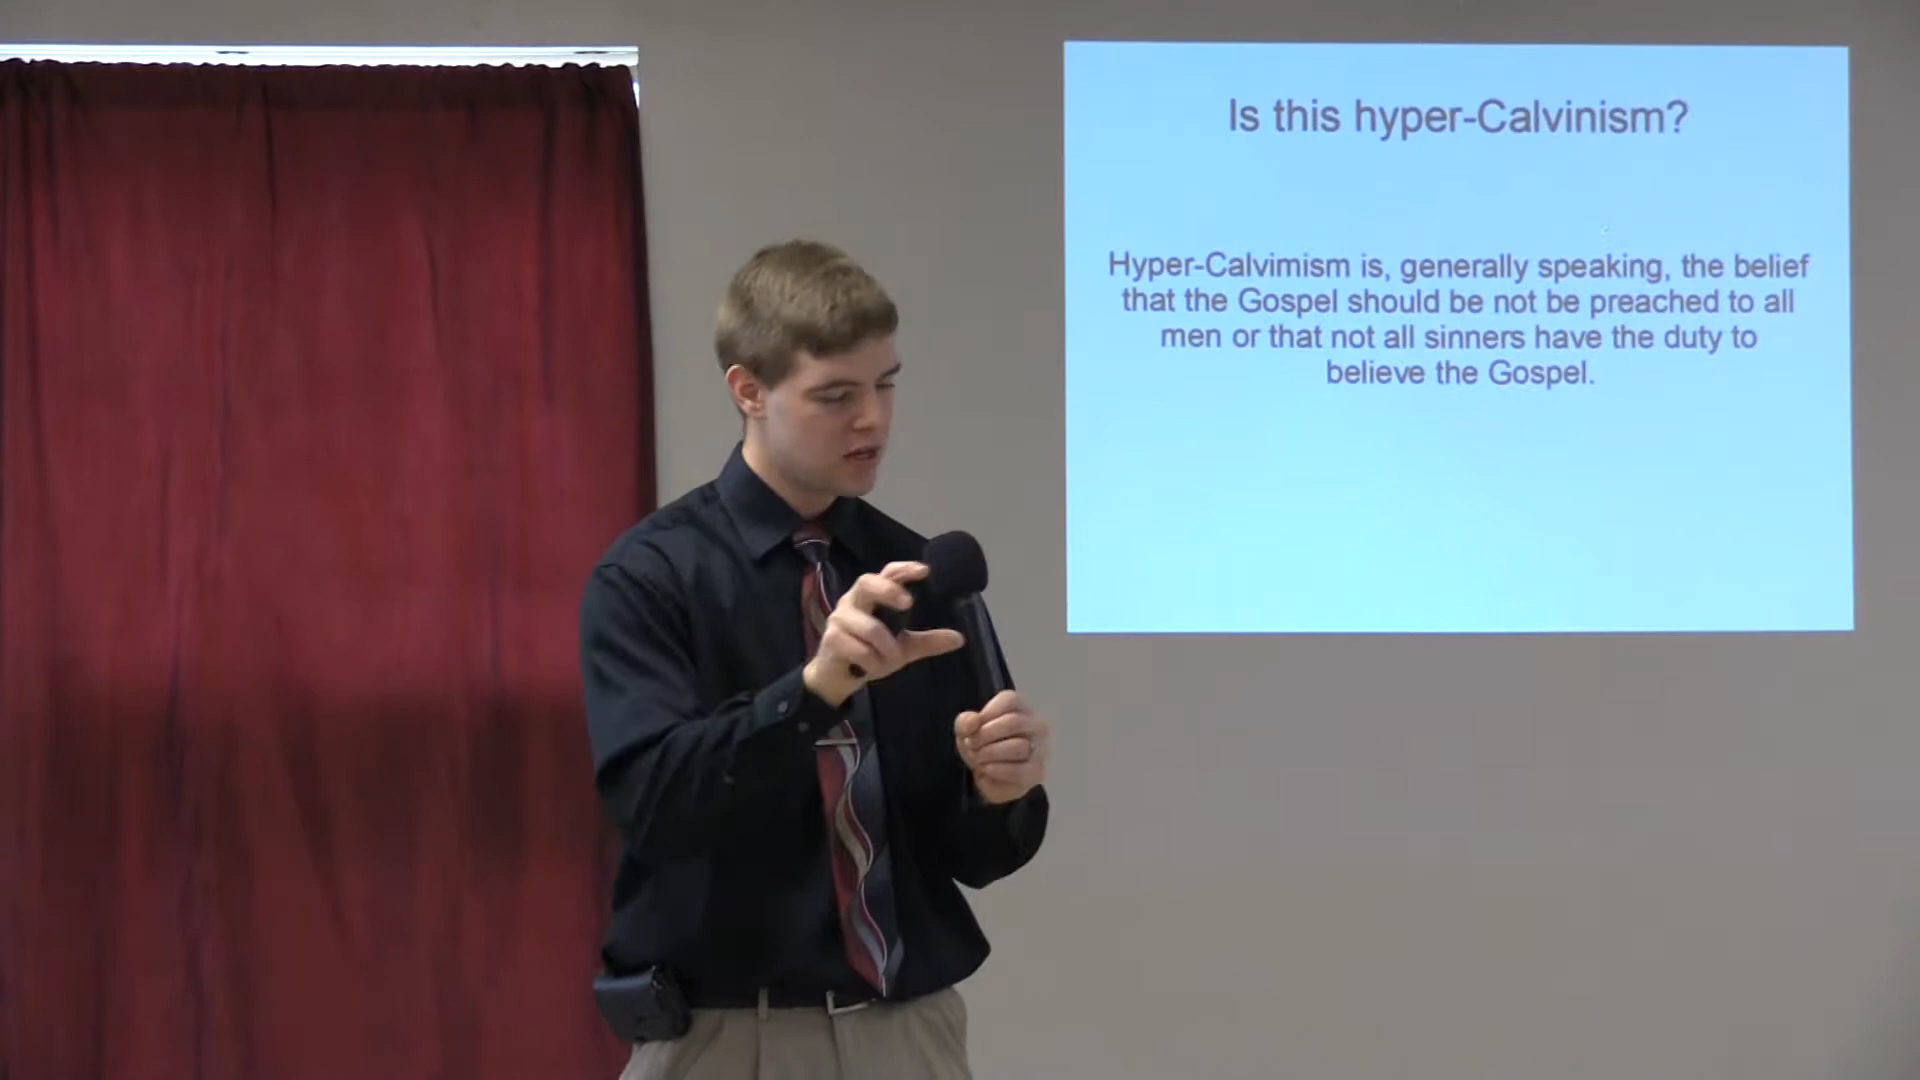 Is this hyper-Calvinism?
Hyper-Calvimism is, generally speaking, the belief
that the Gospel should be not be preached to all
men or that not all sinners have the duty to
believe the Gospel.